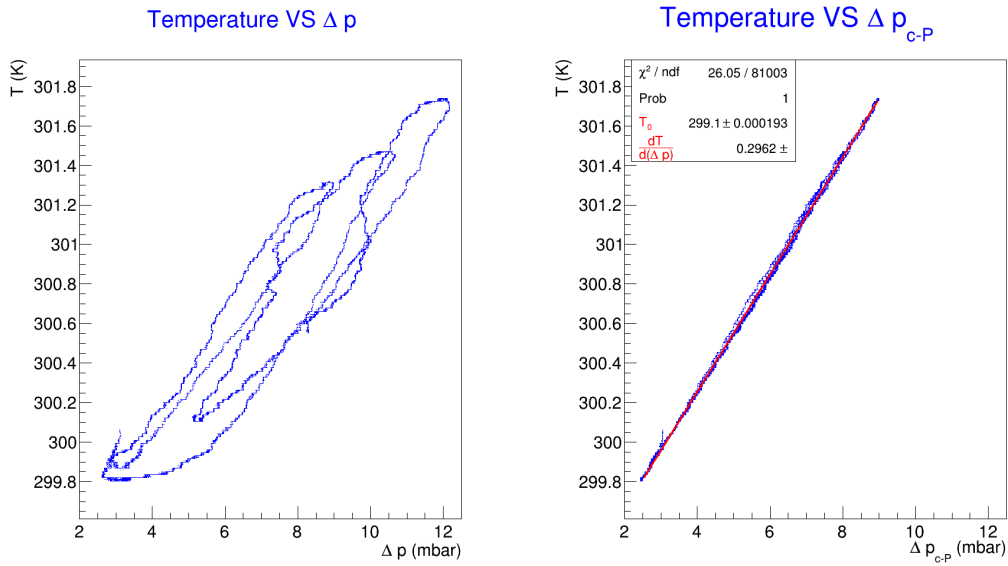 Temperature VS Δ p
T (K)
301.8
301.6
301.4
301.2
301
300.8
300.6
300.4
300.2
300
299.8
2 4 6 8 10 12
Δ p (mbar)
Temperature VS Δ p c-P
T (K)
χ² / ndf 26.05 / 81003
Prob 1
T₀ 299.1 ± 0.000193
dT
d(Δ p) 0.2962 ±
301.8
301.6
301.4
301.2
301
300.8
300.6
300.4
300.2
300
299.8
2 4 6 8 10 12
Δ p c-P (mbar)